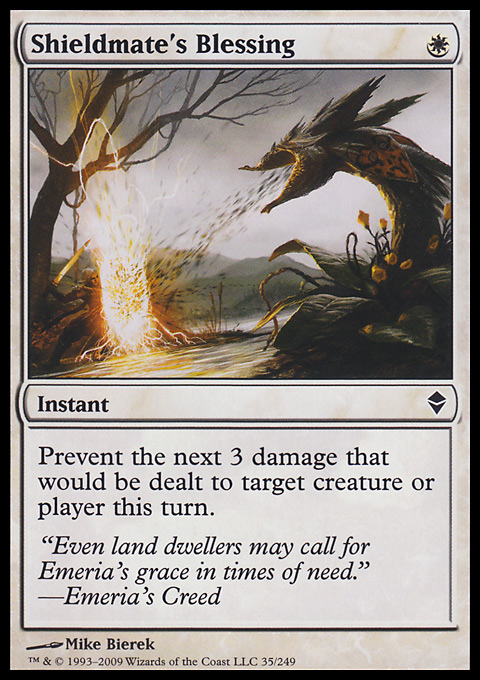 Shieldmate's Blessing
Instant
Prevent the next 3 damage that
would be dealt to target creature or
player this turn.
“Even land dwellers may call for
Emeria's grace in times of need.”
—Emeria's Creed
Mike Bierek
™ & © 1993–2009 Wizards of the Coast LLC 35/249